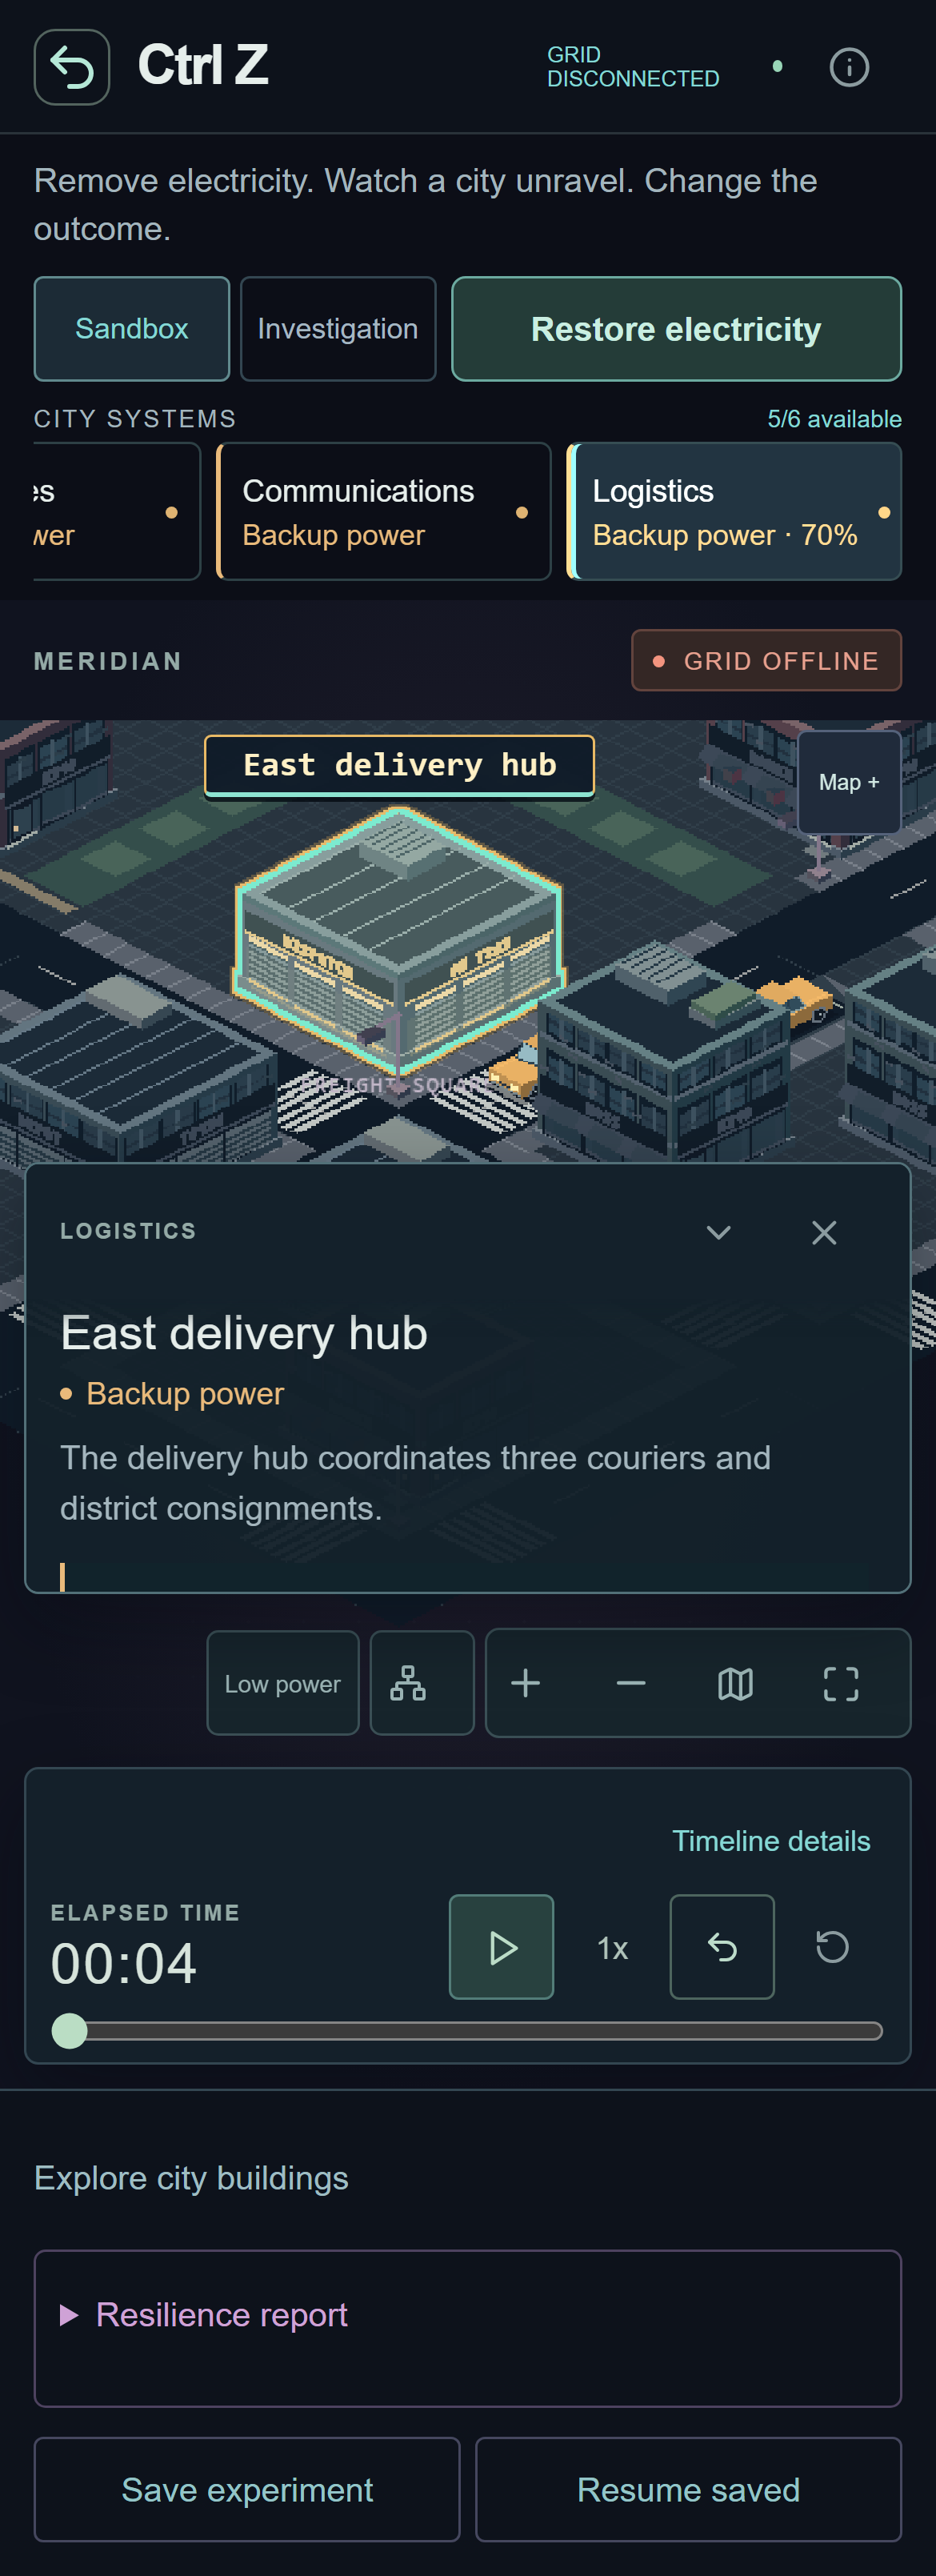 Ctrl Z
GRID
DISCONNECTED
Remove electricity. Watch a city unravel. Change the
outcome.
Sandbox
Investigation
Restore electricity
CITY SYSTEMS
5/6 available
Communications
Backup power
Logistics
Backup power · 70%
MERIDIAN
GRID OFFLINE
East delivery hub
Map +
LOGISTICS
East delivery hub
Backup power
The delivery hub coordinates three couriers and
district consignments.
Low power
Timeline details
ELAPSED TIME
00:04
1x
Explore city buildings
Resilience report
Save experiment
Resume saved